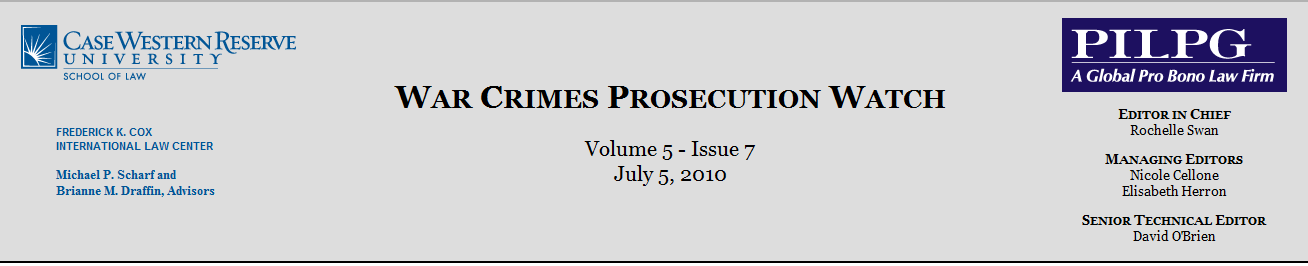 CASE WESTERN RESERVE
UNIVERSITY
SCHOOL OF LAW
FREDERICK K. COX
INTERNATIONAL LAW CENTER
Michael P. Scharf and
Brianne M. Draffin, Advisors
WAR CRIMES PROSECUTION WATCH
Volume 5 - Issue 7
July 5, 2010
PILPG
A Global Pro Bono Law Firm
EDITOR IN CHIEF
Rochelle Swan
MANAGING EDITORS
Nicole Cellone
Elisabeth Herron
SENIOR TECHNICAL EDITOR
David O'Brien